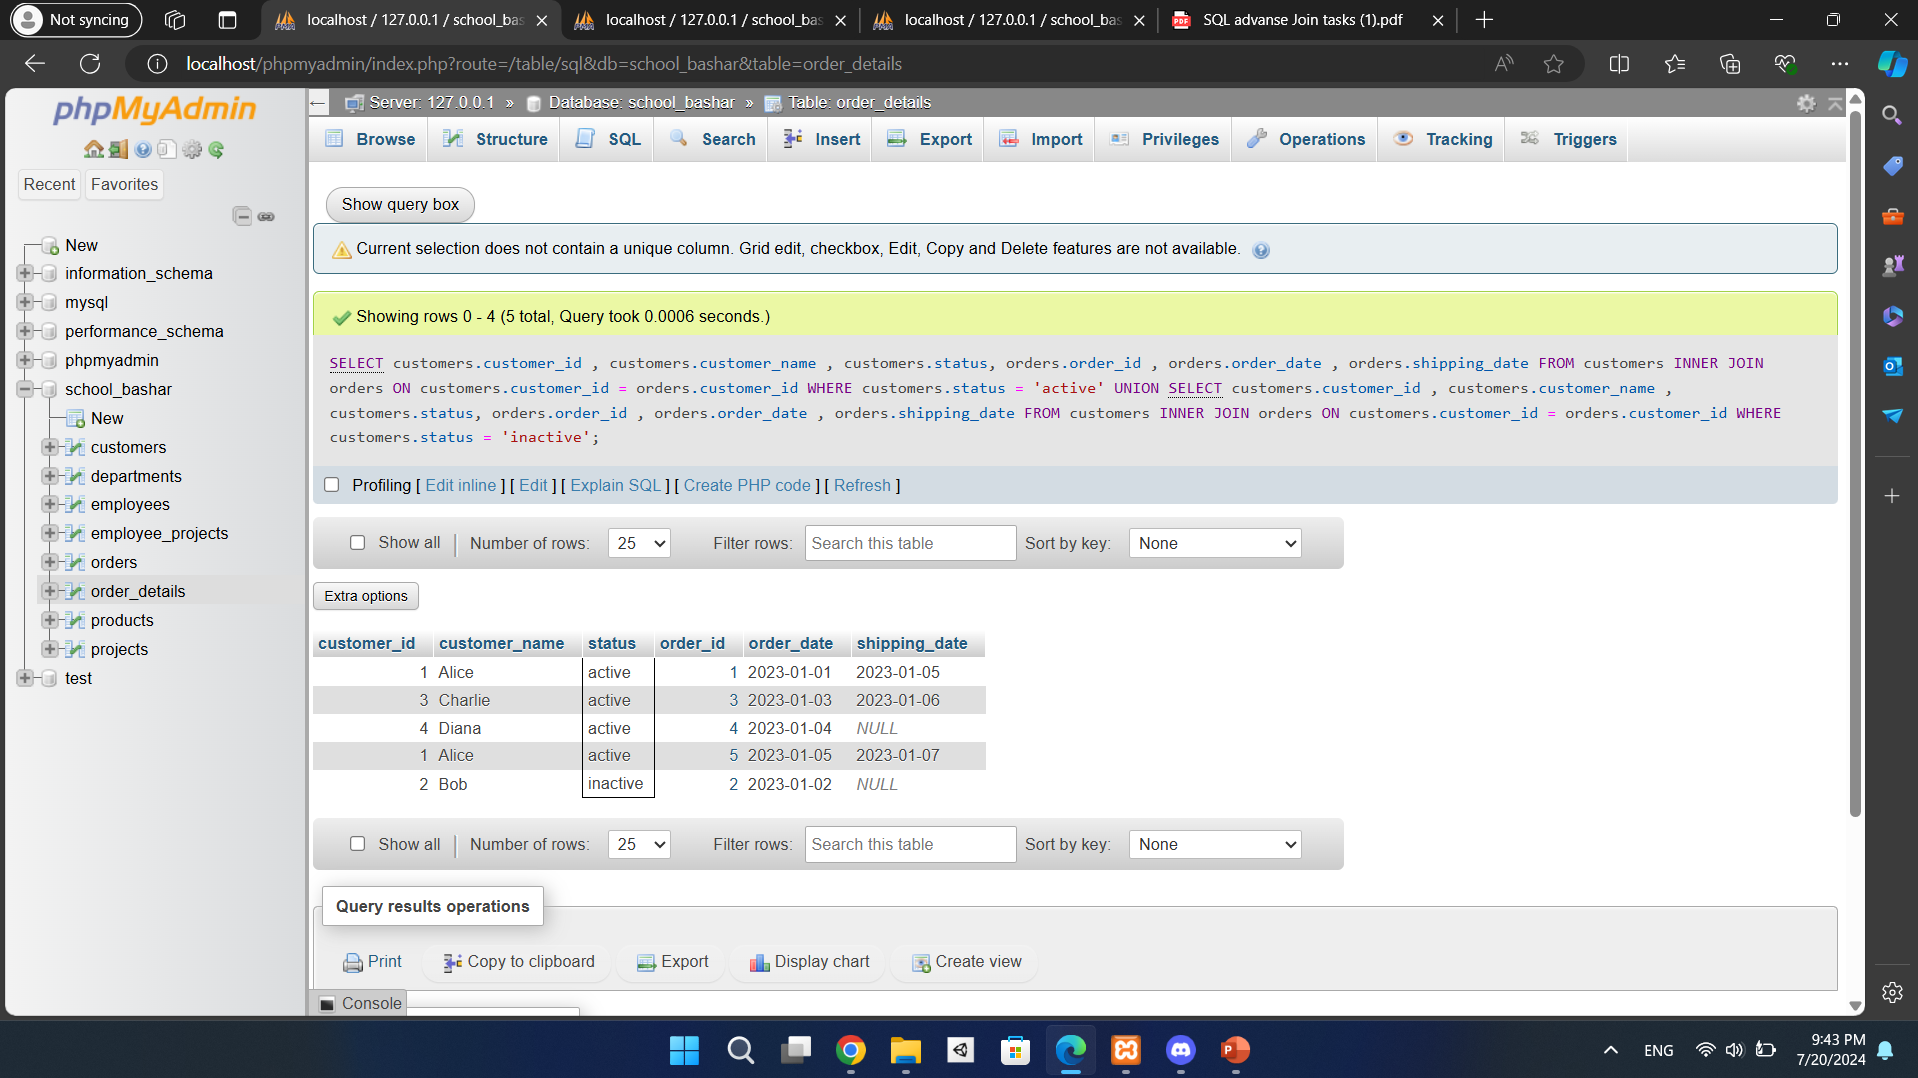 Not syncing
localhost / 127.0.0.1 / school_bas
localhost / 127.0.0.1 / school_bas
localhost / 127.0.0.1 / school_bas
SQL advanse Join tasks (1).pdf
localhost/phpmyadmin/index.php?route=/table/sql&db=school_bashar&table=order_details
phpMyAdmin
Recent
Favorites
New
information_schema
mysql
performance_schema
phpmyadmin
school_bashar
New
customers
departments
employees
employee_projects
orders
order_details
products
projects
test
Server: 127.0.0.1 » Database: school_bashar » Table: order_details
Browse Structure SQL Search Insert Export Import Privileges Operations Tracking Triggers
Show query box
Current selection does not contain a unique column. Grid edit, checkbox, Edit, Copy and Delete features are not available.
Showing rows 0 - 4 (5 total, Query took 0.0006 seconds.)
SELECT customers.customer_id , customers.customer_name , customers.status, orders.order_id , orders.order_date , orders.shipping_date FROM customers INNER JOIN
orders ON customers.customer_id = orders.customer_id WHERE customers.status = 'active' UNION SELECT customers.customer_id , customers.customer_name ,
customers.status, orders.order_id , orders.order_date , orders.shipping_date FROM customers INNER JOIN orders ON customers.customer_id = orders.customer_id WHERE
customers.status = 'inactive';
Profiling [ Edit inline ] [ Edit ] [ Explain SQL ] [ Create PHP code ] [ Refresh ]
Show all Number of rows: 25 Filter rows: Search this table Sort by key: None
Extra options
customer_id customer_name status order_id order_date shipping_date
1 Alice active 1 2023-01-01 2023-01-05
3 Charlie active 3 2023-01-03 2023-01-06
4 Diana active 4 2023-01-04 NULL
1 Alice active 5 2023-01-05 2023-01-07
2 Bob inactive 2 2023-01-02 NULL
Show all Number of rows: 25 Filter rows: Search this table Sort by key: None
Query results operations
Print Copy to clipboard Export Display chart Create view
Console
ENG
9:43 PM
7/20/2024